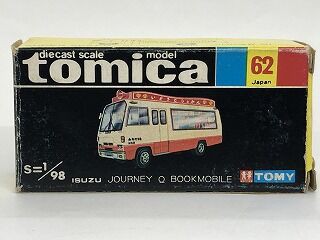 diecast scale model
tomica
62
Japan
S=1/98
ISUZU JOURNEY Q BOOKMOBILE
TOMY